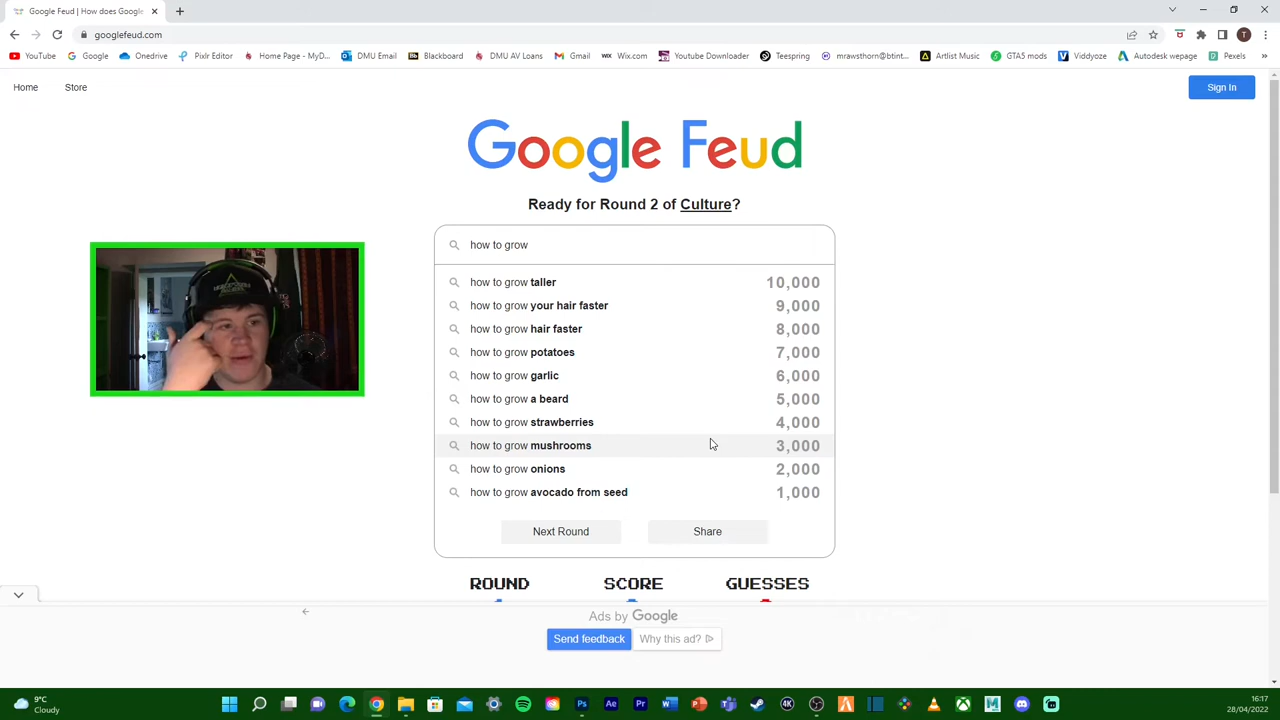 Google Feud | How does Google
googlefeud.com
YouTube Google Onedrive Pixlr Editor Home Page - MyD... DMU Email Blackboard DMU AV Loans Gmail Wix.com Youtube Downloader Teespring mrawsthorn@btint... Artlist Music GTA5 mods Viddyoze Autodesk wepage Pexels »
Home Store Sign In
Google Feud
Ready for Round 2 of Culture?
how to grow
how to grow taller 10,000
how to grow your hair faster 9,000
how to grow hair faster 8,000
how to grow potatoes 7,000
how to grow garlic 6,000
how to grow a beard 5,000
how to grow strawberries 4,000
how to grow mushrooms 3,000
how to grow onions 2,000
how to grow avocado from seed 1,000
Next Round Share
ROUND SCORE GUESSES
Ads by Google
Send feedback Why this ad?
9°C
Cloudy
16:17
28/04/2022